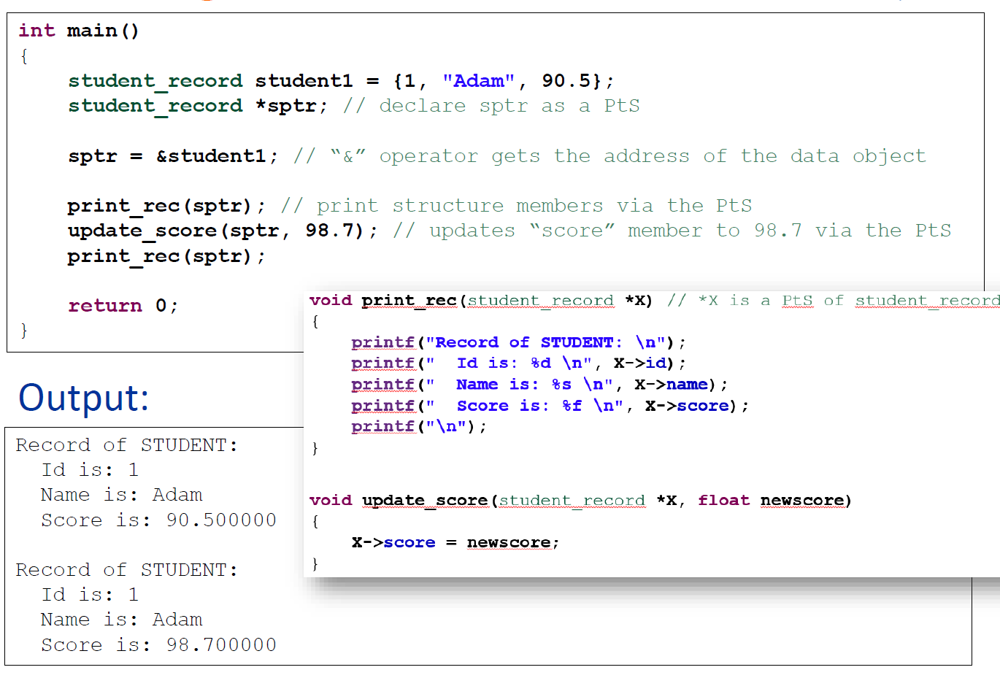 int main()
{
    student_record student1 = {1, "Adam", 90.5};
    student_record *sptr; // declare sptr as a PtS

    sptr = &student1; // “&” operator gets the address of the data object

    print_rec(sptr); // print structure members via the PtS
    update_score(sptr, 98.7); // updates “score” member to 98.7 via the PtS
    print_rec(sptr);

    return 0;
}
void print_rec(student_record *X) // *X is a PtS of student_record
{
    printf("Record of STUDENT: \n");
    printf("  Id is: %d \n", X->id);
    printf("  Name is: %s \n", X->name);
    printf("  Score is: %f \n", X->score);
    printf("\n");
}

void update_score(student_record *X, float newscore)
{
    X->score = newscore;
}
Output:
Record of STUDENT:
  Id is: 1
  Name is: Adam
  Score is: 90.500000

Record of STUDENT:
  Id is: 1
  Name is: Adam
  Score is: 98.700000